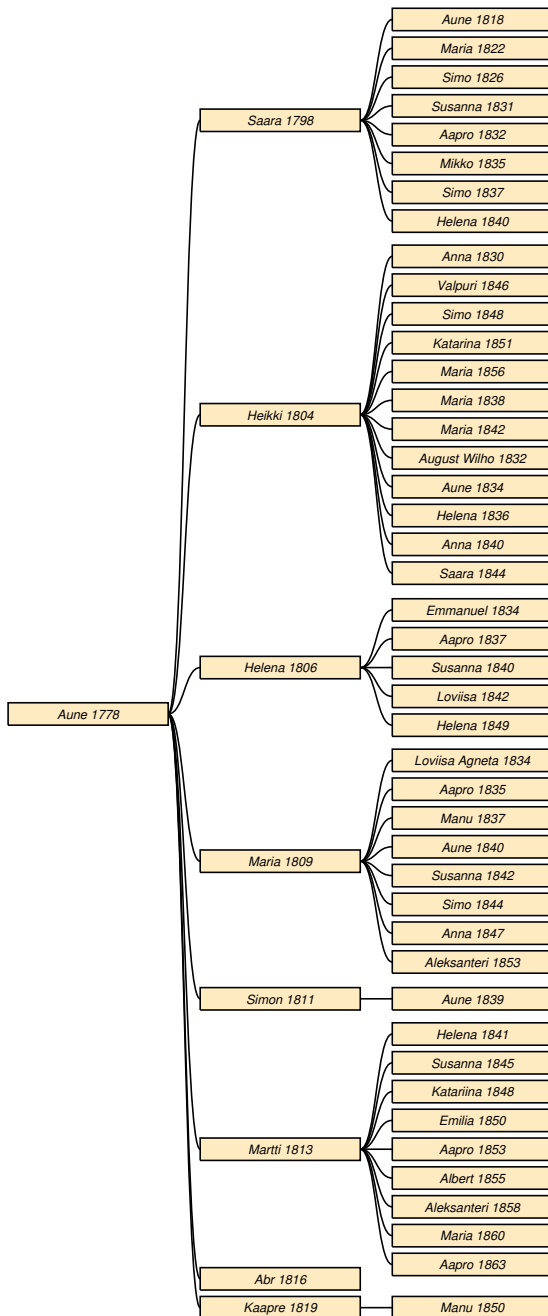 Aune 1778
Saara 1798
Aune 1818
Maria 1822
Simo 1826
Susanna 1831
Aapro 1832
Mikko 1835
Simo 1837
Helena 1840
Heikki 1804
Anna 1830
Valpuri 1846
Simo 1848
Katarina 1851
Maria 1856
Maria 1838
Maria 1842
August Wilho 1832
Aune 1834
Helena 1836
Anna 1840
Saara 1844
Helena 1806
Emmanuel 1834
Aapro 1837
Susanna 1840
Loviisa 1842
Helena 1849
Maria 1809
Loviisa Agneta 1834
Aapro 1835
Manu 1837
Aune 1840
Susanna 1842
Simo 1844
Anna 1847
Aleksanteri 1853
Simon 1811
Aune 1839
Martti 1813
Helena 1841
Susanna 1845
Katariina 1848
Emilia 1850
Aapro 1853
Albert 1855
Aleksanteri 1858
Maria 1860
Aapro 1863
Abr 1816
Kaapre 1819
Manu 1850